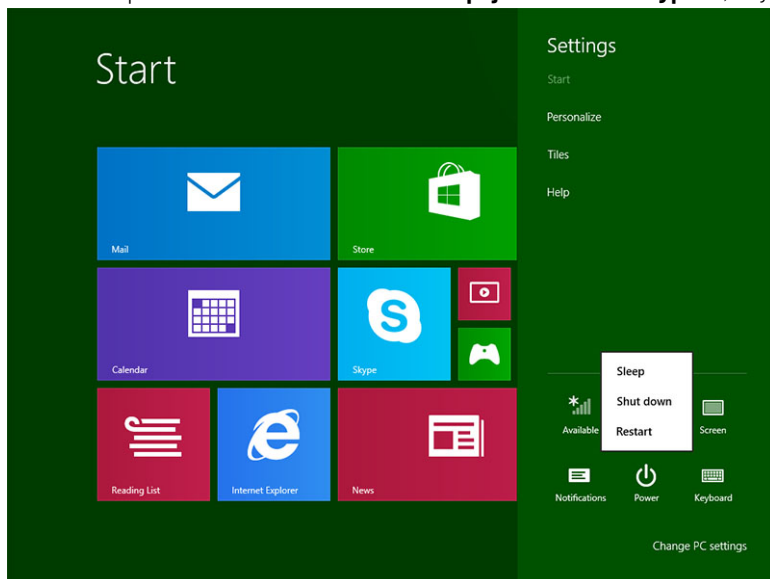 Start
Mail
Store
Calendar
Skype
Reading List
Internet Explorer
News
Settings
Start
Personalize
Tiles
Help
Sleep
Shut down
Restart
Available
Screen
Notifications
Power
Keyboard
Change PC settings